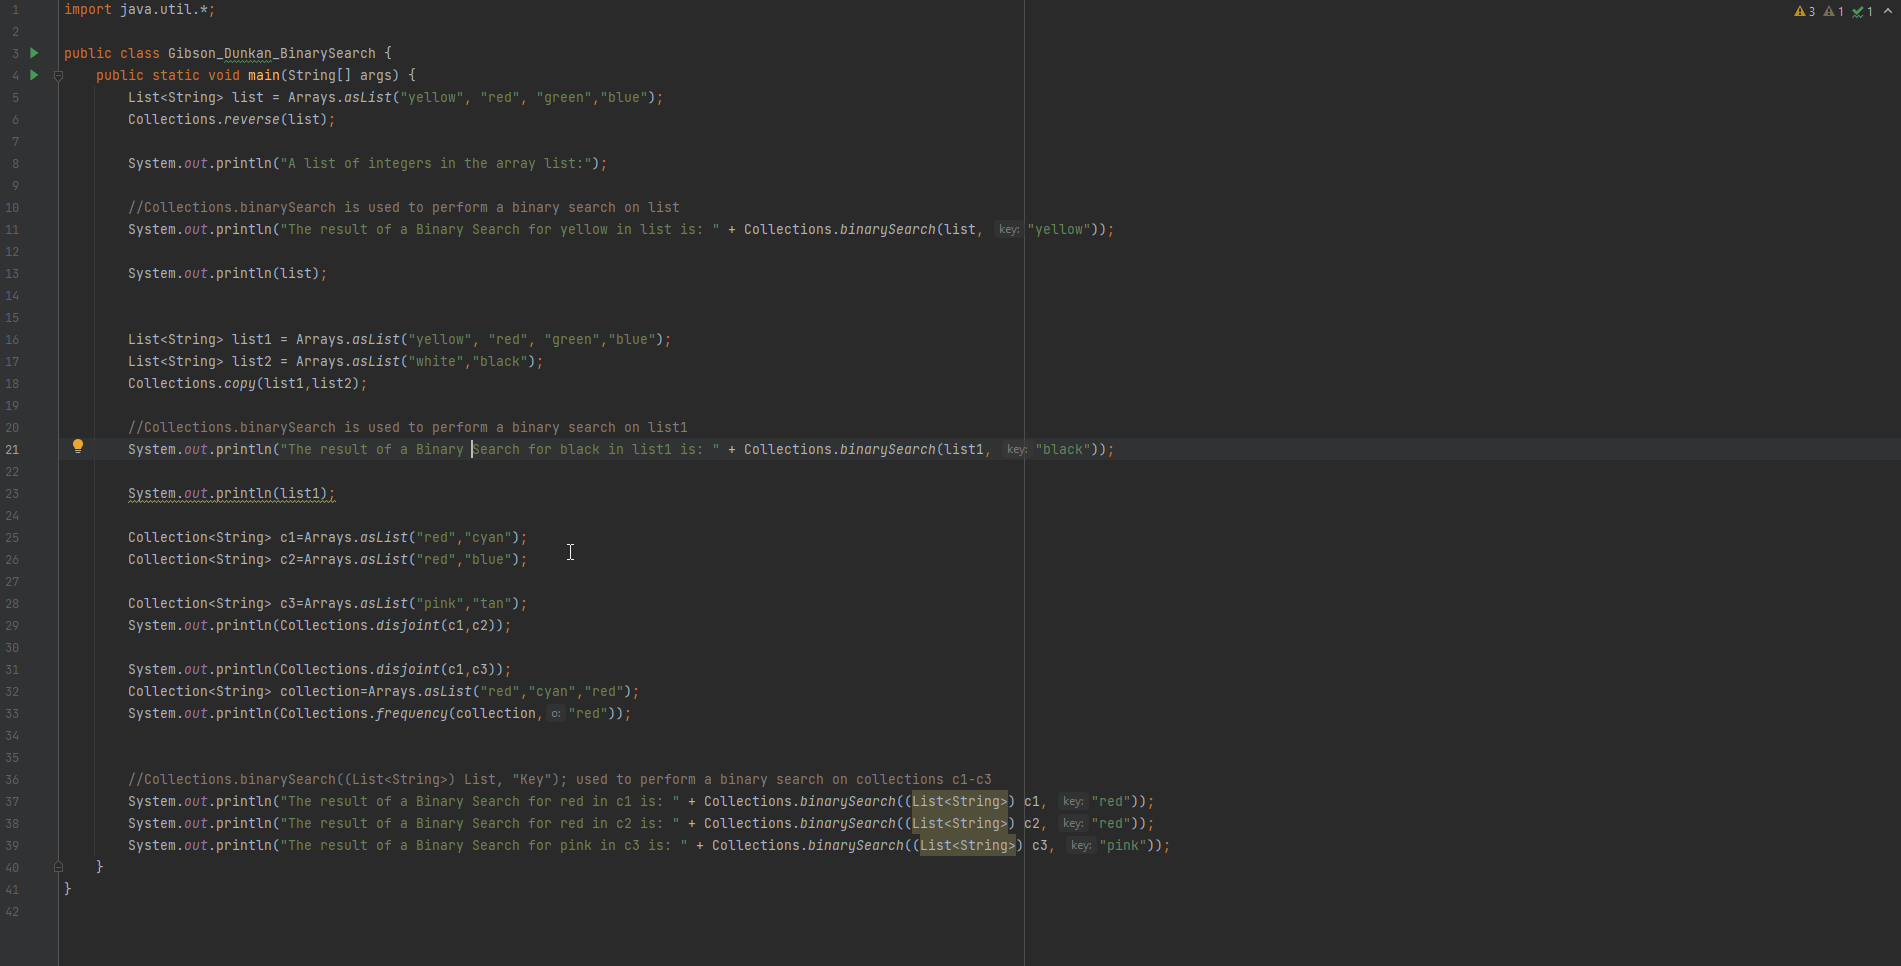 3 1 1
1 import java.util.*;
2
3 public class Gibson_Dunkan_BinarySearch {
4     public static void main(String[] args) {
5         List<String> list = Arrays.asList("yellow", "red", "green","blue");
6         Collections.reverse(list);
7
8         System.out.println("A list of integers in the array list:");
9
10         //Collections.binarySearch is used to perform a binary search on list
11         System.out.println("The result of a Binary Search for yellow in list is: " + Collections.binarySearch(list, key: "yellow"));
12
13         System.out.println(list);
14
15
16         List<String> list1 = Arrays.asList("yellow", "red", "green","blue");
17         List<String> list2 = Arrays.asList("white","black");
18         Collections.copy(list1,list2);
19
20         //Collections.binarySearch is used to perform a binary search on list1
21         System.out.println("The result of a Binary Search for black in list1 is: " + Collections.binarySearch(list1, key: "black"));
22
23         System.out.println(list1);
24
25         Collection<String> c1=Arrays.asList("red","cyan");
26         Collection<String> c2=Arrays.asList("red","blue");
27
28         Collection<String> c3=Arrays.asList("pink","tan");
29         System.out.println(Collections.disjoint(c1,c2));
30
31         System.out.println(Collections.disjoint(c1,c3));
32         Collection<String> collection=Arrays.asList("red","cyan","red");
33         System.out.println(Collections.frequency(collection, o: "red"));
34
35
36         //Collections.binarySearch((List<String>) List, "Key"); used to perform a binary search on collections c1-c3
37         System.out.println("The result of a Binary Search for red in c1 is: " + Collections.binarySearch((List<String>) c1, key: "red"));
38         System.out.println("The result of a Binary Search for red in c2 is: " + Collections.binarySearch((List<String>) c2, key: "red"));
39         System.out.println("The result of a Binary Search for pink in c3 is: " + Collections.binarySearch((List<String>) c3, key: "pink"));
40     }
41 }
42